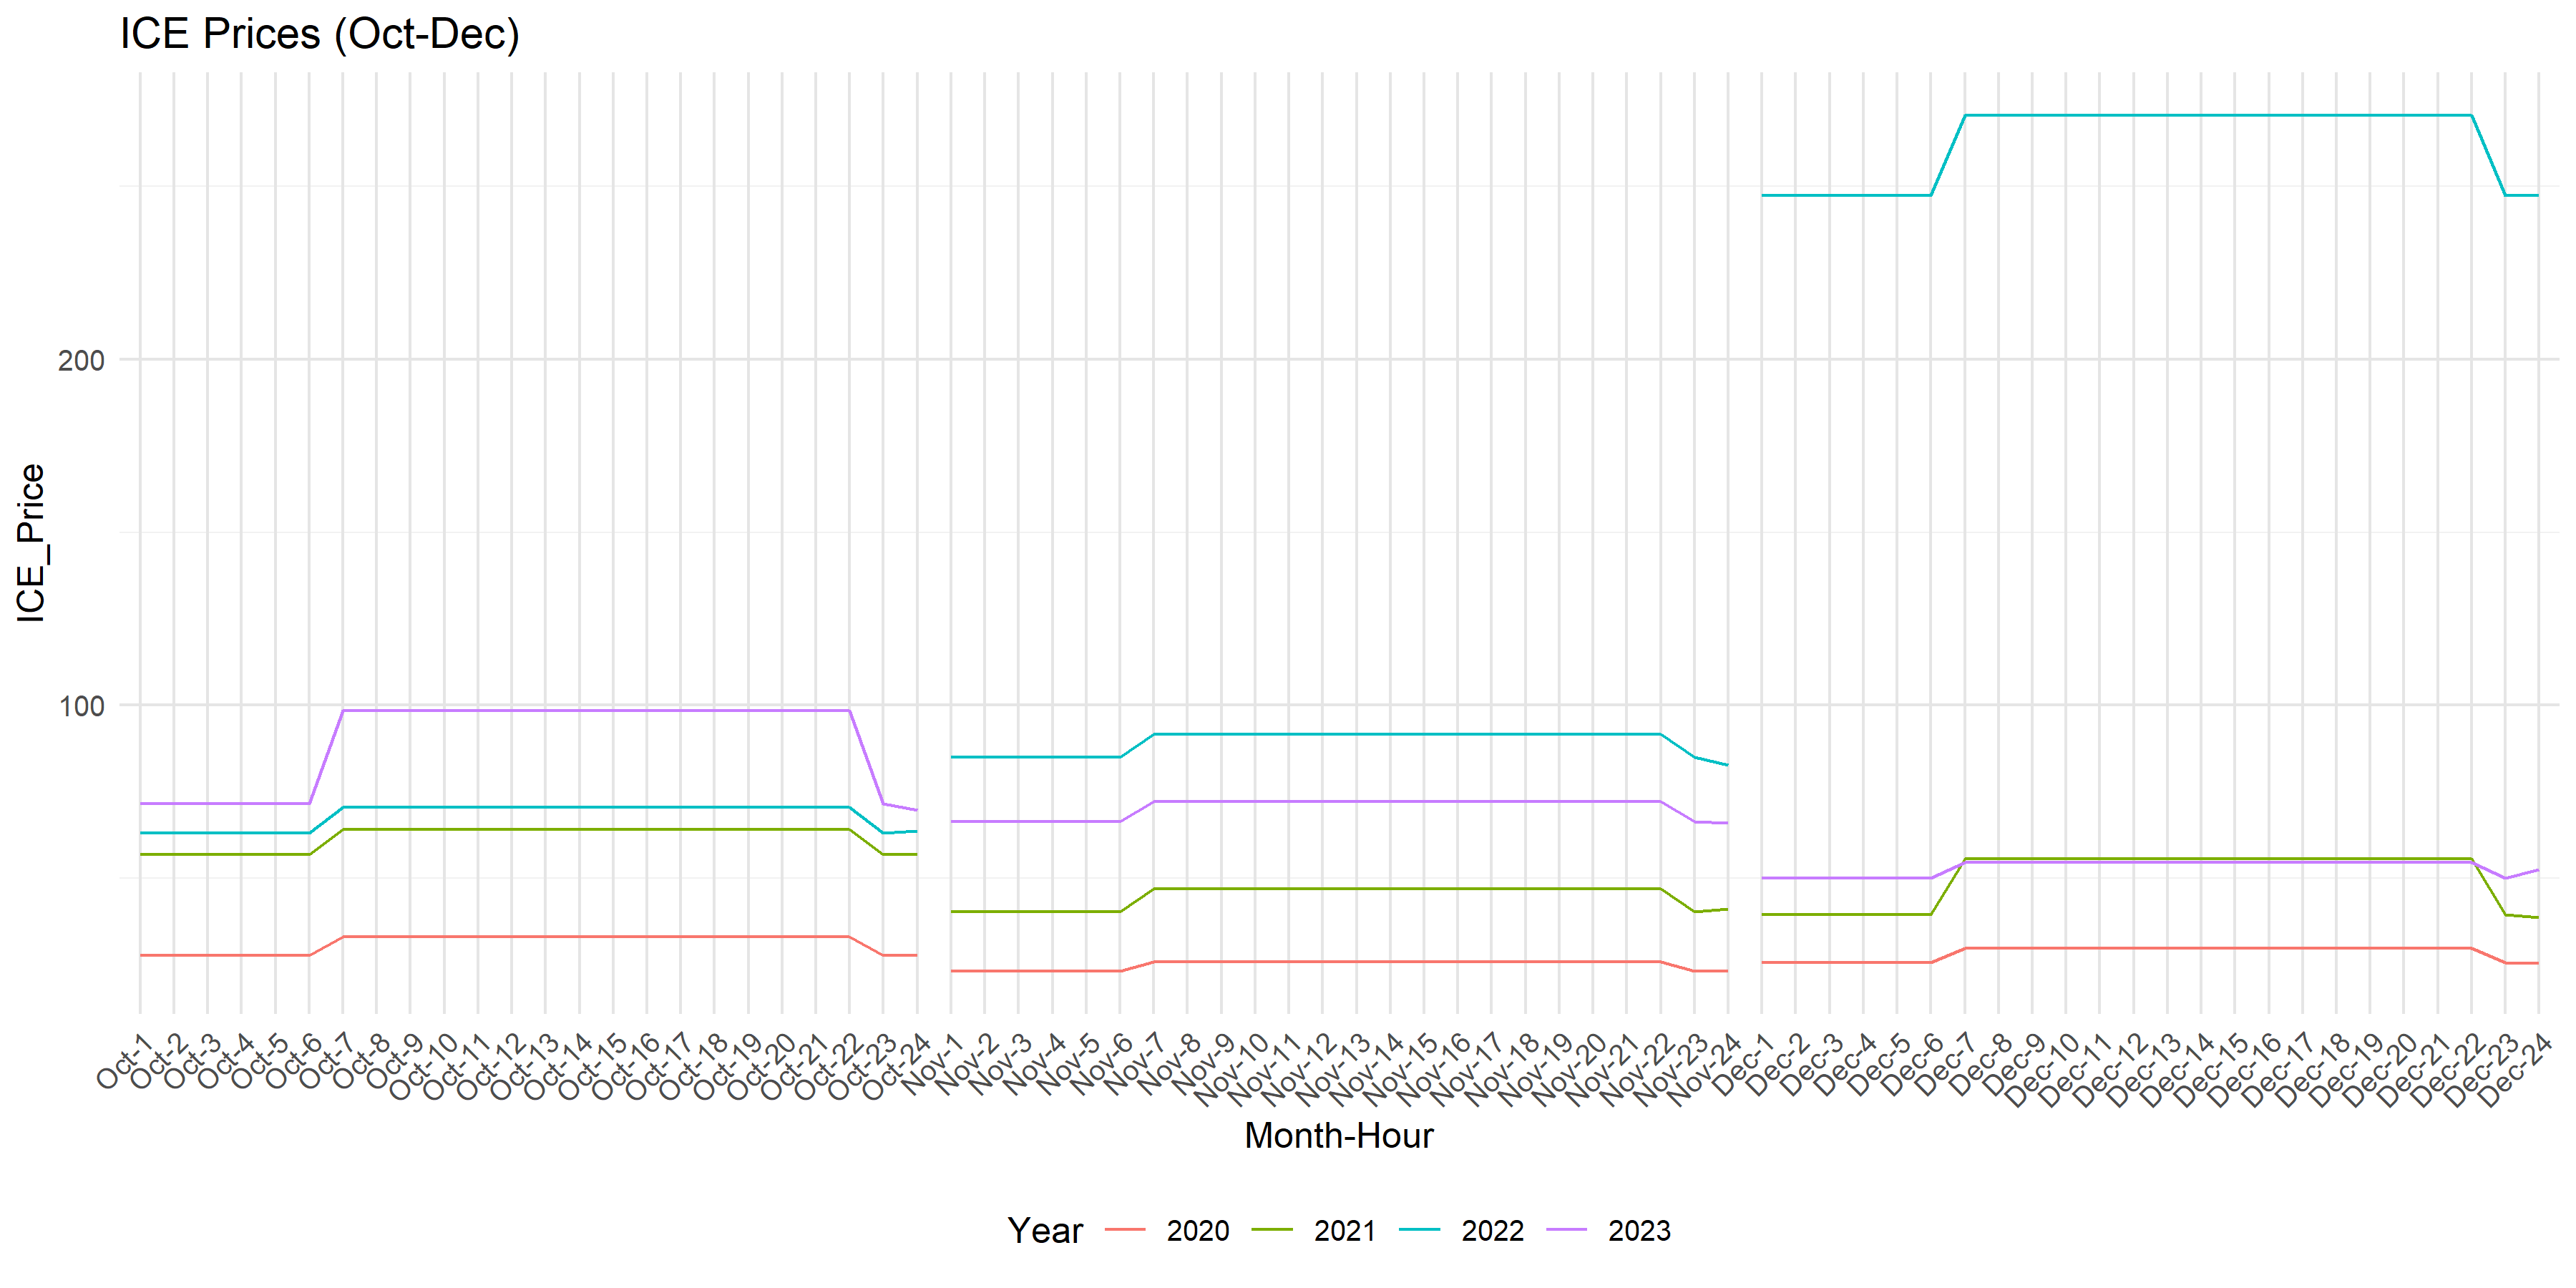 ICE Prices (Oct-Dec)
ICE_Price
200
100
Oct-1
Oct-2
Oct-3
Oct-4
Oct-5
Oct-6
Oct-7
Oct-8
Oct-9
Oct-10
Oct-11
Oct-12
Oct-13
Oct-14
Oct-15
Oct-16
Oct-17
Oct-18
Oct-19
Oct-20
Oct-21
Oct-22
Oct-23
Oct-24
Nov-1
Nov-2
Nov-3
Nov-4
Nov-5
Nov-6
Nov-7
Nov-8
Nov-9
Nov-10
Nov-11
Nov-12
Nov-13
Nov-14
Nov-15
Nov-16
Nov-17
Nov-18
Nov-19
Nov-20
Nov-21
Nov-22
Nov-23
Nov-24
Dec-1
Dec-2
Dec-3
Dec-4
Dec-5
Dec-6
Dec-7
Dec-8
Dec-9
Dec-10
Dec-11
Dec-12
Dec-13
Dec-14
Dec-15
Dec-16
Dec-17
Dec-18
Dec-19
Dec-20
Dec-21
Dec-22
Dec-23
Dec-24
Month-Hour
Year 2020 2021 2022 2023